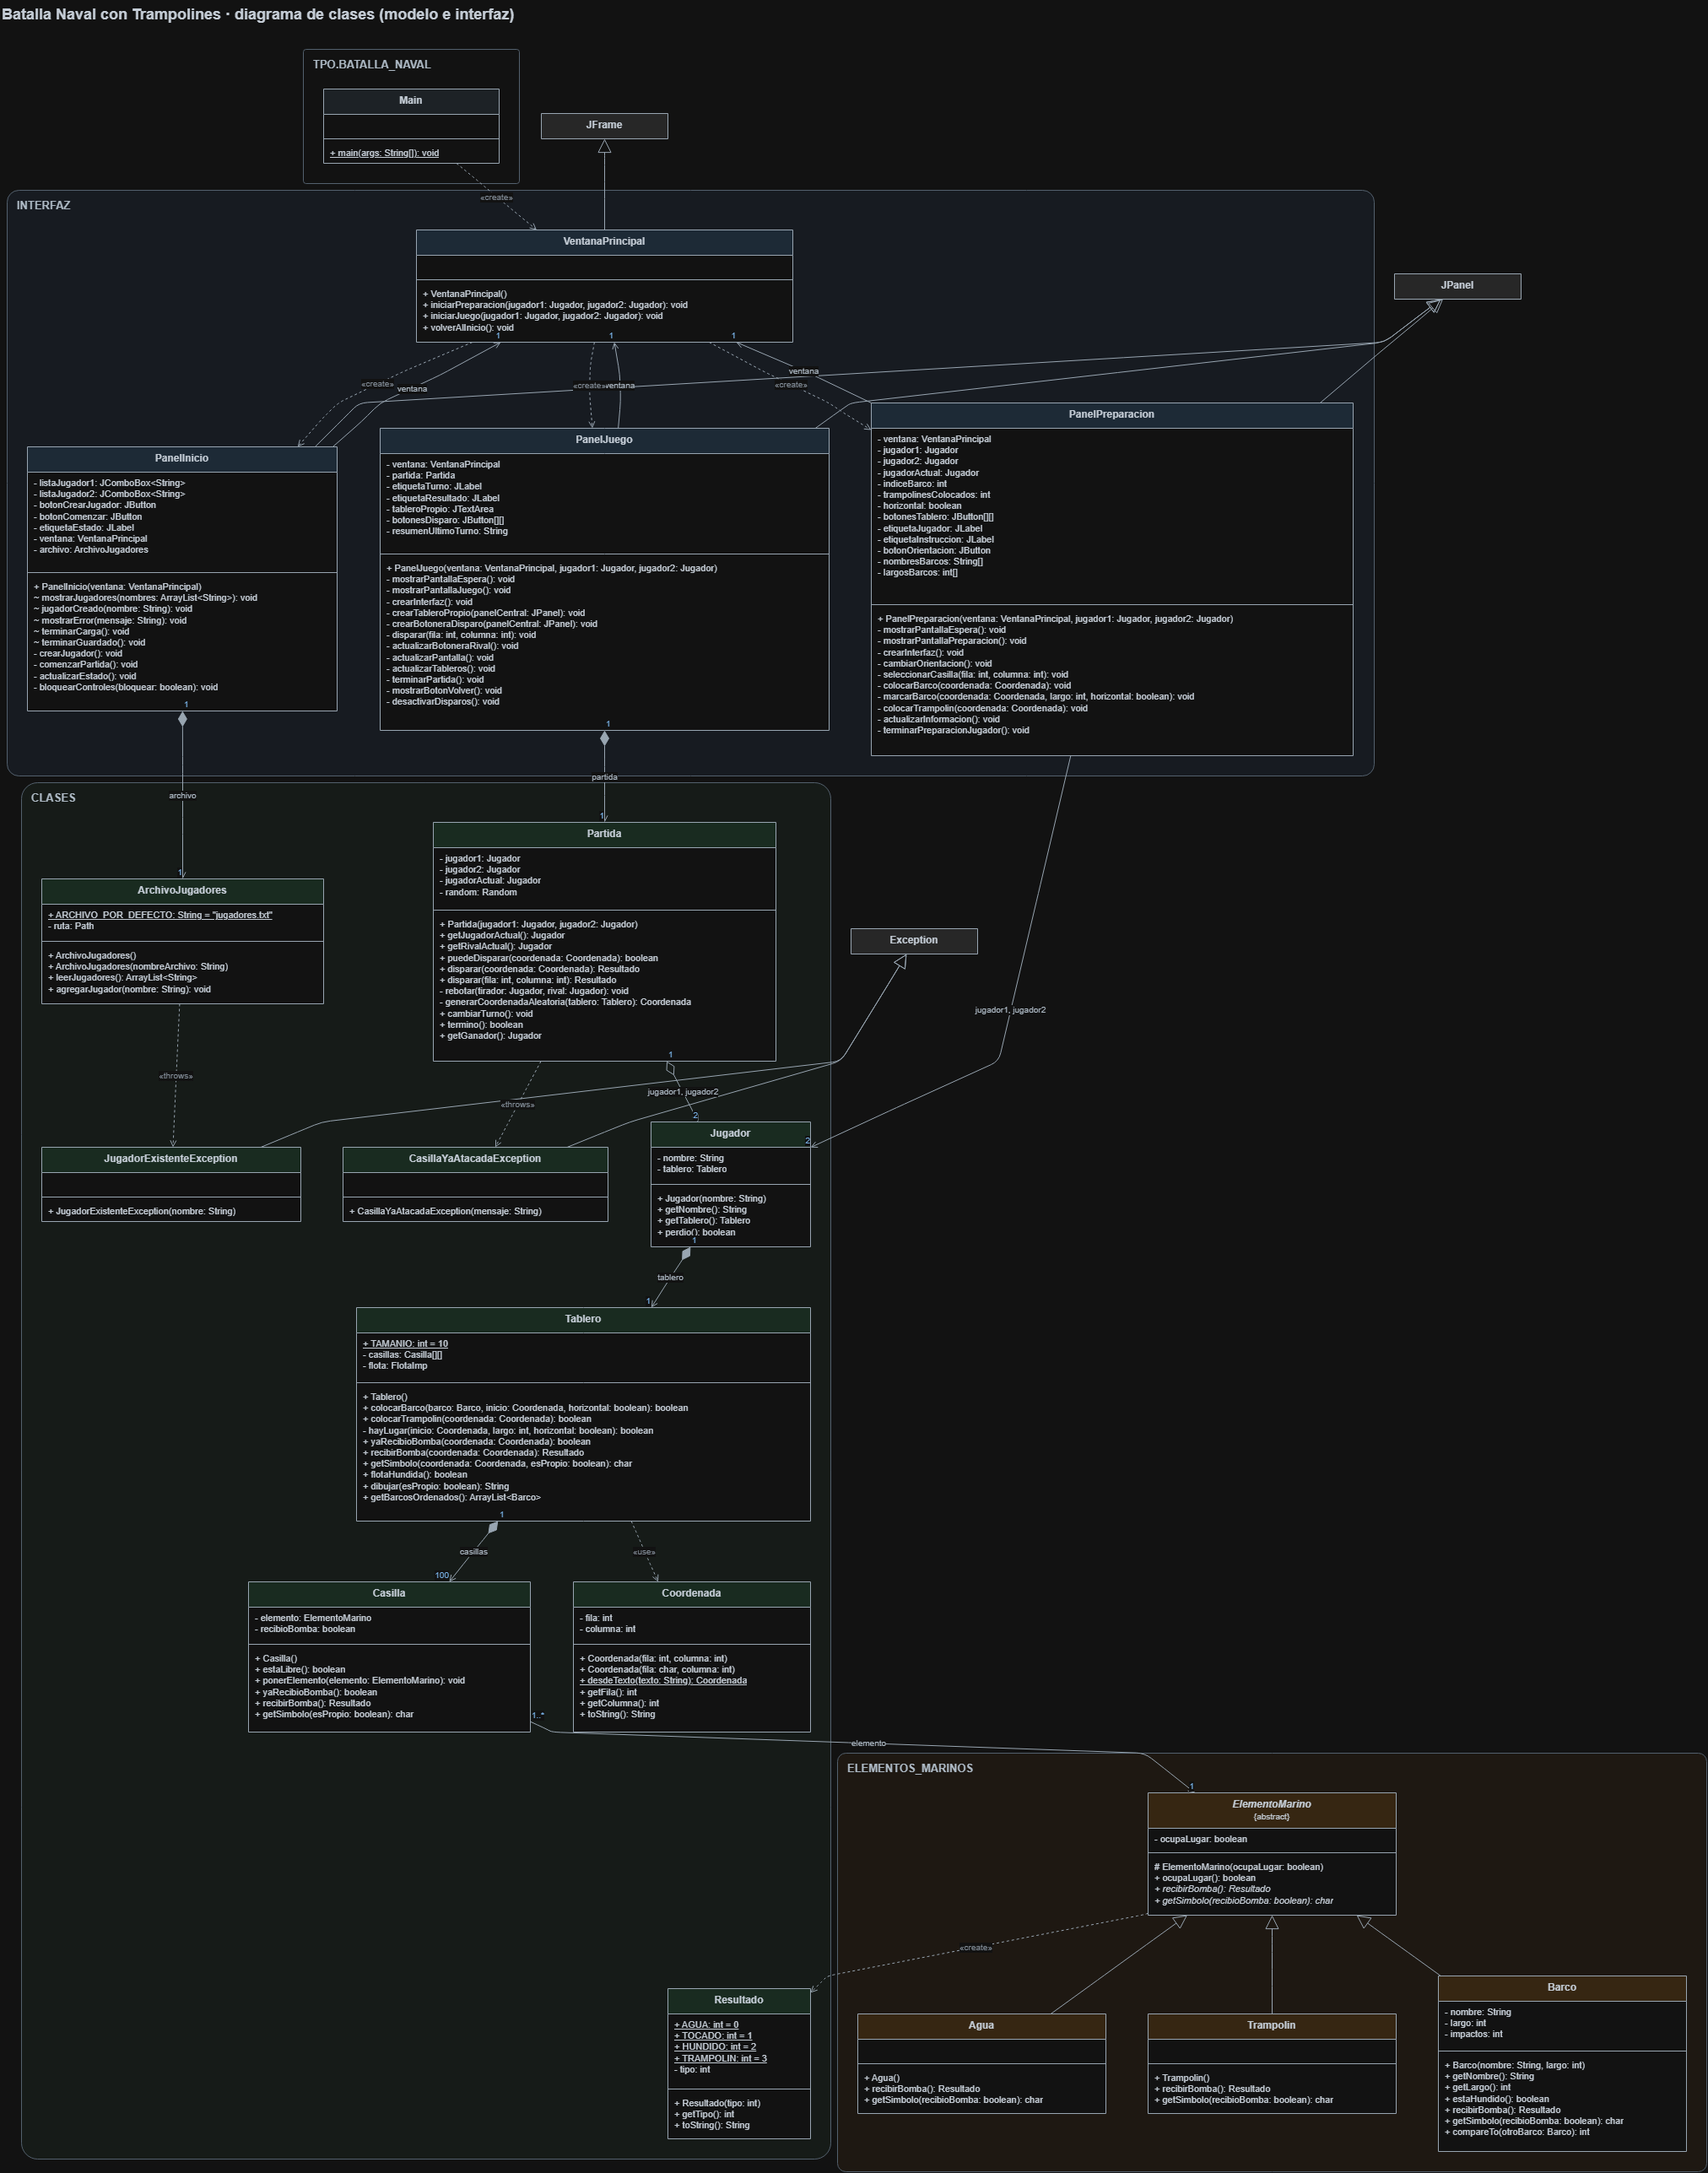 Batalla Naval con Trampolines · diagrama de clases (modelo e interfaz)
TPO.BATALLA_NAVAL
Main
+ main(args: String[]): void
JFrame
«create»
INTERFAZ
VentanaPrincipal
+ VentanaPrincipal()
+ iniciarPreparacion(jugador1: Jugador, jugador2: Jugador): void
+ iniciarJuego(jugador1: Jugador, jugador2: Jugador): void
+ volverAlInicio(): void
1
1
1
JPanel
«create»
ventana
«create»
ventana
ventana
«create»
PanelInicio
- listaJugador1: JComboBox<String>
- listaJugador2: JComboBox<String>
- botonCrearJugador: JButton
- botonComenzar: JButton
- etiquetaEstado: JLabel
- ventana: VentanaPrincipal
- archivo: ArchivoJugadores
+ PanelInicio(ventana: VentanaPrincipal)
~ mostrarJugadores(nombres: ArrayList<String>): void
~ jugadorCreado(nombre: String): void
~ mostrarError(mensaje: String): void
~ terminarCarga(): void
~ terminarGuardado(): void
- crearJugador(): void
- comenzarPartida(): void
- actualizarEstado(): void
- bloquearControles(bloquear: boolean): void
1
PanelJuego
- ventana: VentanaPrincipal
- partida: Partida
- etiquetaTurno: JLabel
- etiquetaResultado: JLabel
- tableroPropio: JTextArea
- botonesDisparo: JButton[][]
- resumenUltimoTurno: String
+ PanelJuego(ventana: VentanaPrincipal, jugador1: Jugador, jugador2: Jugador)
- mostrarPantallaEspera(): void
- mostrarPantallaJuego(): void
- crearInterfaz(): void
- crearTableroPropio(panelCentral: JPanel): void
- crearBotoneraDisparo(panelCentral: JPanel): void
- disparar(fila: int, columna: int): void
- actualizarBotoneraRival(): void
- actualizarPantalla(): void
- actualizarTableros(): void
- terminarPartida(): void
- mostrarBotonVolver(): void
- desactivarDisparos(): void
1
PanelPreparacion
- ventana: VentanaPrincipal
- jugador1: Jugador
- jugador2: Jugador
- jugadorActual: Jugador
- indiceBarco: int
- trampolinesColocados: int
- horizontal: boolean
- botonesTablero: JButton[][]
- etiquetaJugador: JLabel
- etiquetaInstruccion: JLabel
- botonOrientacion: JButton
- nombresBarcos: String[]
- largosBarcos: int[]
+ PanelPreparacion(ventana: VentanaPrincipal, jugador1: Jugador, jugador2: Jugador)
- mostrarPantallaEspera(): void
- mostrarPantallaPreparacion(): void
- crearInterfaz(): void
- cambiarOrientacion(): void
- seleccionarCasilla(fila: int, columna: int): void
- colocarBarco(coordenada: Coordenada): void
- marcarBarco(coordenada: Coordenada, largo: int, horizontal: boolean): void
- colocarTrampolin(coordenada: Coordenada): void
- actualizarInformacion(): void
- terminarPreparacionJugador(): void
partida
archivo
CLASES
1
1
Partida
- jugador1: Jugador
- jugador2: Jugador
- jugadorActual: Jugador
- random: Random
+ Partida(jugador1: Jugador, jugador2: Jugador)
+ getJugadorActual(): Jugador
+ getRivalActual(): Jugador
+ puedeDisparar(coordenada: Coordenada): boolean
+ disparar(coordenada: Coordenada): Resultado
+ disparar(fila: int, columna: int): Resultado
- rebotar(tirador: Jugador, rival: Jugador): void
- generarCoordenadaAleatoria(tablero: Tablero): Coordenada
+ cambiarTurno(): void
+ termino(): boolean
+ getGanador(): Jugador
1
ArchivoJugadores
+ ARCHIVO_POR_DEFECTO: String = "jugadores.txt"
- ruta: Path
+ ArchivoJugadores()
+ ArchivoJugadores(nombreArchivo: String)
+ leerJugadores(): ArrayList<String>
+ agregarJugador(nombre: String): void
Exception
jugador1, jugador2
«throws»
«throws»
jugador1, jugador2
2
2
JugadorExistenteException
+ JugadorExistenteException(nombre: String)
CasillaYaAtacadaException
+ CasillaYaAtacadaException(mensaje: String)
Jugador
- nombre: String
- tablero: Tablero
+ Jugador(nombre: String)
+ getNombre(): String
+ getTablero(): Tablero
+ perdio(): boolean
1
tablero
1
Tablero
+ TAMANIO: int = 10
- casillas: Casilla[][]
- flota: FlotaImp
+ Tablero()
+ colocarBarco(barco: Barco, inicio: Coordenada, horizontal: boolean): boolean
+ colocarTrampolin(coordenada: Coordenada): boolean
- hayLugar(inicio: Coordenada, largo: int, horizontal: boolean): boolean
+ yaRecibioBomba(coordenada: Coordenada): boolean
+ recibirBomba(coordenada: Coordenada): Resultado
+ getSimbolo(coordenada: Coordenada, esPropio: boolean): char
+ flotaHundida(): boolean
+ dibujar(esPropio: boolean): String
+ getBarcosOrdenados(): ArrayList<Barco>
1
casillas
«use»
100
Casilla
- elemento: ElementoMarino
- recibioBomba: boolean
+ Casilla()
+ estaLibre(): boolean
+ ponerElemento(elemento: ElementoMarino): void
+ yaRecibioBomba(): boolean
+ recibirBomba(): Resultado
+ getSimbolo(esPropio: boolean): char
Coordenada
- fila: int
- columna: int
+ Coordenada(fila: int, columna: int)
+ Coordenada(fila: char, columna: int)
+ desdeTexto(texto: String): Coordenada
+ getFila(): int
+ getColumna(): int
+ toString(): String
1..*
elemento
ELEMENTOS_MARINOS
1
ElementoMarino
{abstract}
- ocupaLugar: boolean
# ElementoMarino(ocupaLugar: boolean)
+ ocupaLugar(): boolean
+ recibirBomba(): Resultado
+ getSimbolo(recibioBomba: boolean): char
«create»
Resultado
+ AGUA: int = 0
+ TOCADO: int = 1
+ HUNDIDO: int = 2
+ TRAMPOLIN: int = 3
- tipo: int
+ Resultado(tipo: int)
+ getTipo(): int
+ toString(): String
Agua
+ Agua()
+ recibirBomba(): Resultado
+ getSimbolo(recibioBomba: boolean): char
Trampolin
+ Trampolin()
+ recibirBomba(): Resultado
+ getSimbolo(recibioBomba: boolean): char
Barco
- nombre: String
- largo: int
- impactos: int
+ Barco(nombre: String, largo: int)
+ getNombre(): String
+ getLargo(): int
+ estaHundido(): boolean
+ recibirBomba(): Resultado
+ getSimbolo(recibioBomba: boolean): char
+ compareTo(otroBarco: Barco): int